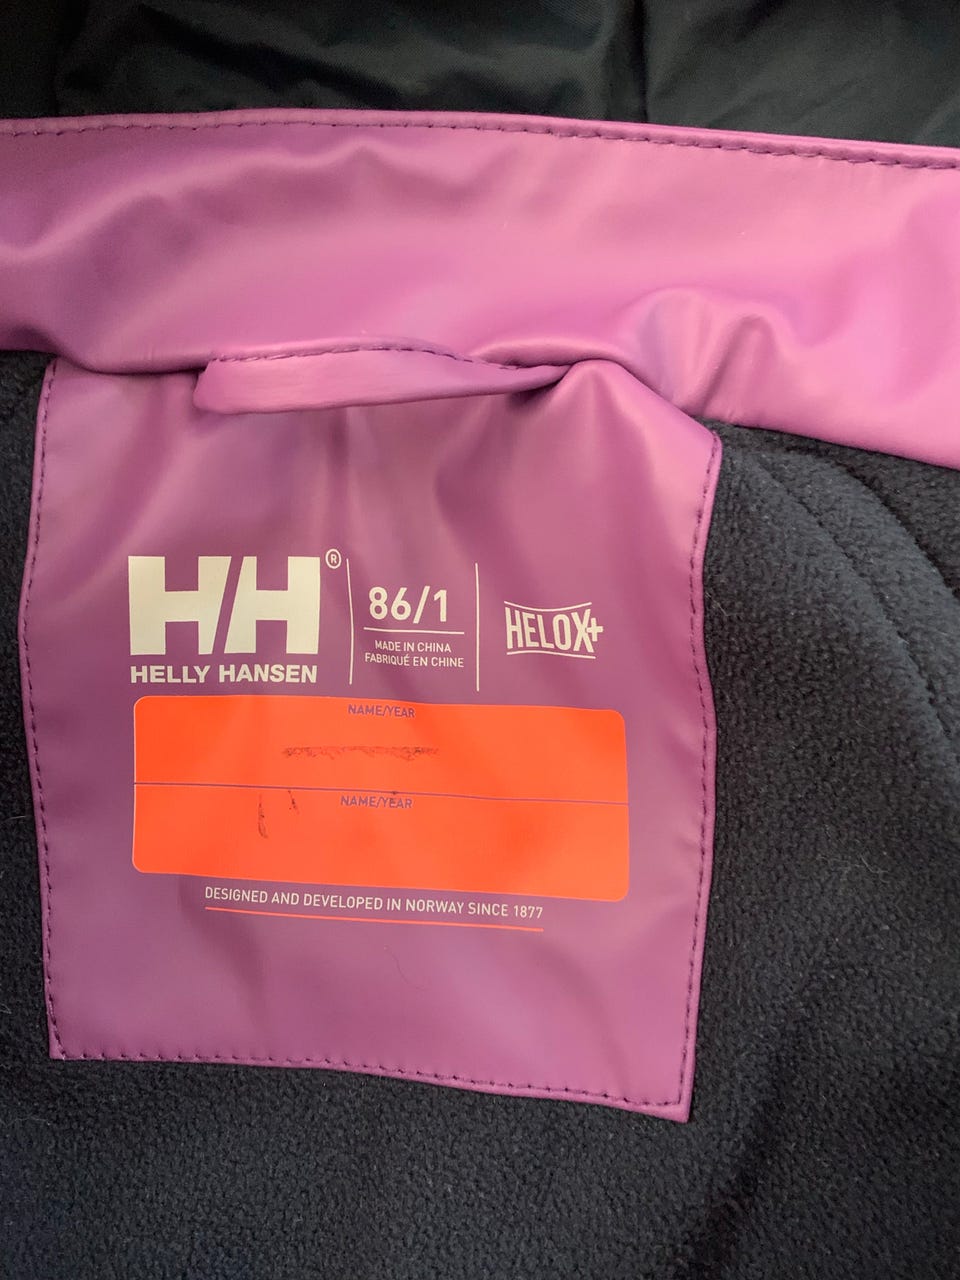 HH®
HELLY HANSEN
86/1
MADE IN CHINA
FABRIQUÉ EN CHINE
HELOX+
NAME/YEAR
NAME/YEAR
DESIGNED AND DEVELOPED IN NORWAY SINCE 1877